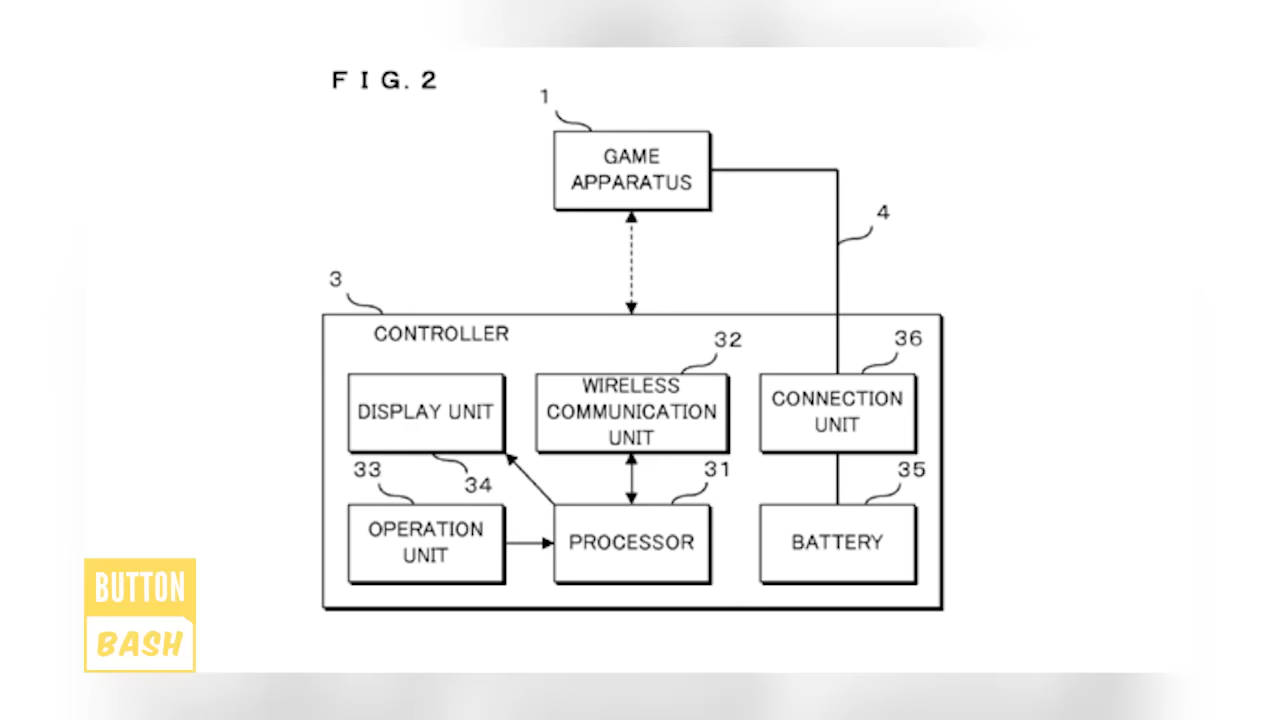 FIG. 2
1
GAME
APPARATUS
4
3
CONTROLLER
32
36
DISPLAY UNIT
WIRELESS
COMMUNICATION
UNIT
CONNECTION
UNIT
33
34
31
35
OPERATION
UNIT
PROCESSOR
BATTERY
BUTTON
BASH